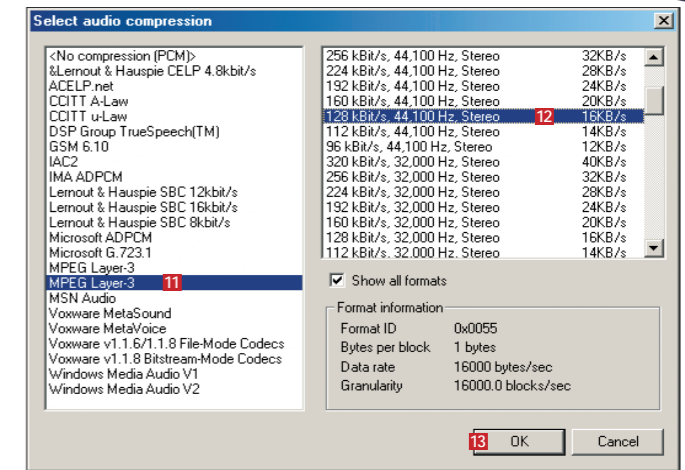 Select audio compression
<No compression (PCM)>
&Lernout & Hauspie CELP 4.8kbit/s
ACELP.net
CCITT A-Law
CCITT u-Law
DSP Group TrueSpeech(TM)
GSM 6.10
IAC2
IMA ADPCM
Lernout & Hauspie SBC 12kbit/s
Lernout & Hauspie SBC 16kbit/s
Lernout & Hauspie SBC 8kbit/s
Microsoft ADPCM
Microsoft G.723.1
MPEG Layer-3
MPEG Layer-3 11
MSN Audio
Voxware MetaSound
Voxware MetaVoice
Voxware v1.1.6/1.1.8 File-Mode Codecs
Voxware v1.1.8 Bitstream-Mode Codecs
Windows Media Audio V1
Windows Media Audio V2
256 kBit/s, 44,100 Hz, Stereo 32KB/s
224 kBit/s, 44,100 Hz, Stereo 28KB/s
192 kBit/s, 44,100 Hz, Stereo 24KB/s
160 kBit/s, 44,100 Hz, Stereo 20KB/s
128 kBit/s, 44,100 Hz, Stereo 12 16KB/s
112 kBit/s, 44,100 Hz, Stereo 14KB/s
96 kBit/s, 44,100 Hz, Stereo 12KB/s
320 kBit/s, 32,000 Hz, Stereo 40KB/s
256 kBit/s, 32,000 Hz, Stereo 32KB/s
224 kBit/s, 32,000 Hz, Stereo 28KB/s
192 kBit/s, 32,000 Hz, Stereo 24KB/s
160 kBit/s, 32,000 Hz, Stereo 20KB/s
128 kBit/s, 32,000 Hz, Stereo 16KB/s
112 kBit/s, 32,000 Hz, Stereo 14KB/s
Show all formats
Format information
Format ID 0x0055
Bytes per block 1 bytes
Data rate 16000 bytes/sec
Granularity 16000.0 blocks/sec
13 OK Cancel